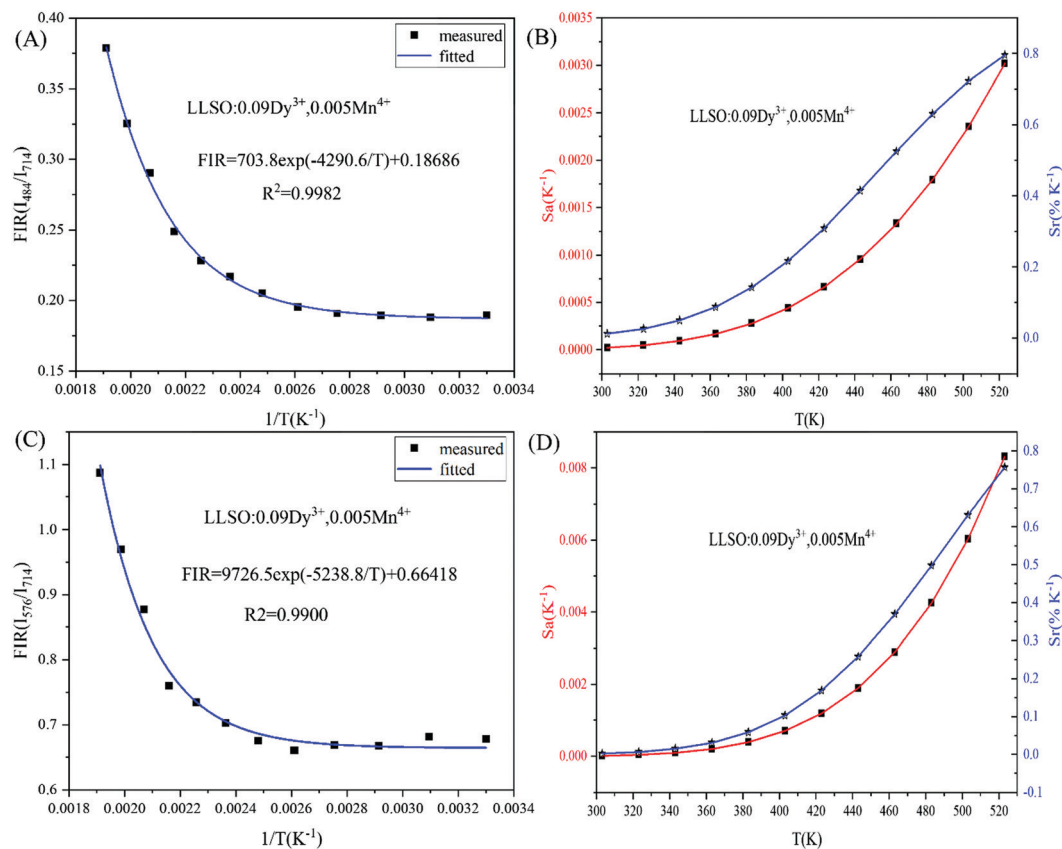 (A)
measured
fitted
LLSO:0.09Dy³⁺,0.005Mn⁴⁺
FIR=703.8exp(-4290.6/T)+0.18686
R²=0.9982
FIR(I₄₈₄/I₇₁₄)
0.40
0.35
0.30
0.25
0.20
0.15
0.0018 0.0020 0.0022 0.0024 0.0026 0.0028 0.0030 0.0032 0.0034
1/T(K⁻¹)
(B)
LLSO:0.09Dy³⁺,0.005Mn⁴⁺
Sa(K⁻¹)
0.0035
0.0030
0.0025
0.0020
0.0015
0.0010
0.0005
0.0000
Sr(% K⁻¹)
0.8
0.6
0.4
0.2
0.0
300 320 340 360 380 400 420 440 460 480 500 520
T(K)
(C)
measured
fitted
LLSO:0.09Dy³⁺,0.005Mn⁴⁺
FIR=9726.5exp(-5238.8/T)+0.66418
R2=0.9900
FIR(I₅₇₆/I₇₁₄)
1.1
1.0
0.9
0.8
0.7
0.6
0.0018 0.0020 0.0022 0.0024 0.0026 0.0028 0.0030 0.0032 0.0034
1/T(K⁻¹)
(D)
LLSO:0.09Dy³⁺,0.005Mn⁴⁺
Sa(K⁻¹)
0.008
0.006
0.004
0.002
0.000
Sr(% K⁻¹)
0.8
0.7
0.6
0.5
0.4
0.3
0.2
0.1
0.0
-0.1
300 320 340 360 380 400 420 440 460 480 500 520
T(K)